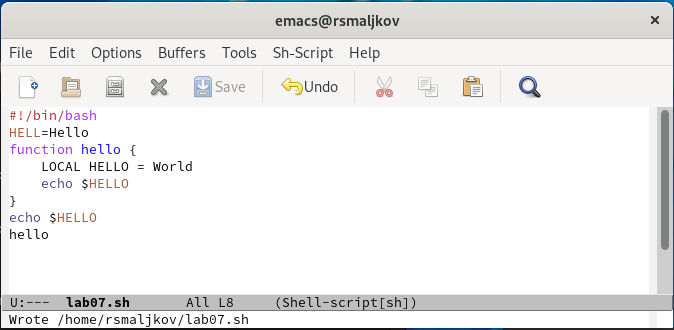 emacs@rsmaljkov ×
File Edit Options Buffers Tools Sh-Script Help
Save Undo
#!/bin/bash
HELL=Hello
function hello {
    LOCAL HELLO = World
    echo $HELLO
}
echo $HELLO
hello
U:--- lab07.sh All L8 (Shell-script[sh])
Wrote /home/rsmaljkov/lab07.sh